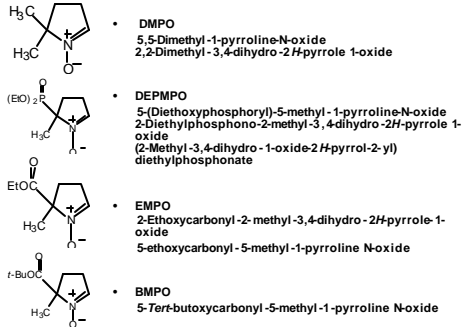 H₃C
H₃C
N
+
O
−
• DMPO
5,5-Dimethyl-1-pyrroline-N-oxide
2,2-Dimethyl-3,4-dihydro-2H-pyrrole 1-oxide
O
(EtO)₂P
H₃C
N
+
O
−
• DEPMPO
5-(Diethoxyphosphoryl)-5-methyl-1-pyrroline-N-oxide
2-Diethylphosphono-2-methyl-3,4-dihydro-2H-pyrrole 1-
oxide
(2-Methyl-3,4-dihydro-1-oxide-2H-pyrrol-2-yl)
diethylphosphonate
O
EtOC
H₃C
N
+
O
−
• EMPO
2-Ethoxycarbonyl-2-methyl-3,4-dihydro-2H-pyrrole-1-
oxide
5-ethoxycarbonyl-5-methyl-1-pyrroline N-oxide
O
t-BuOC
H₃C
N
+
O
−
• BMPO
5-Tert-butoxycarbonyl-5-methyl-1-pyrroline N-oxide